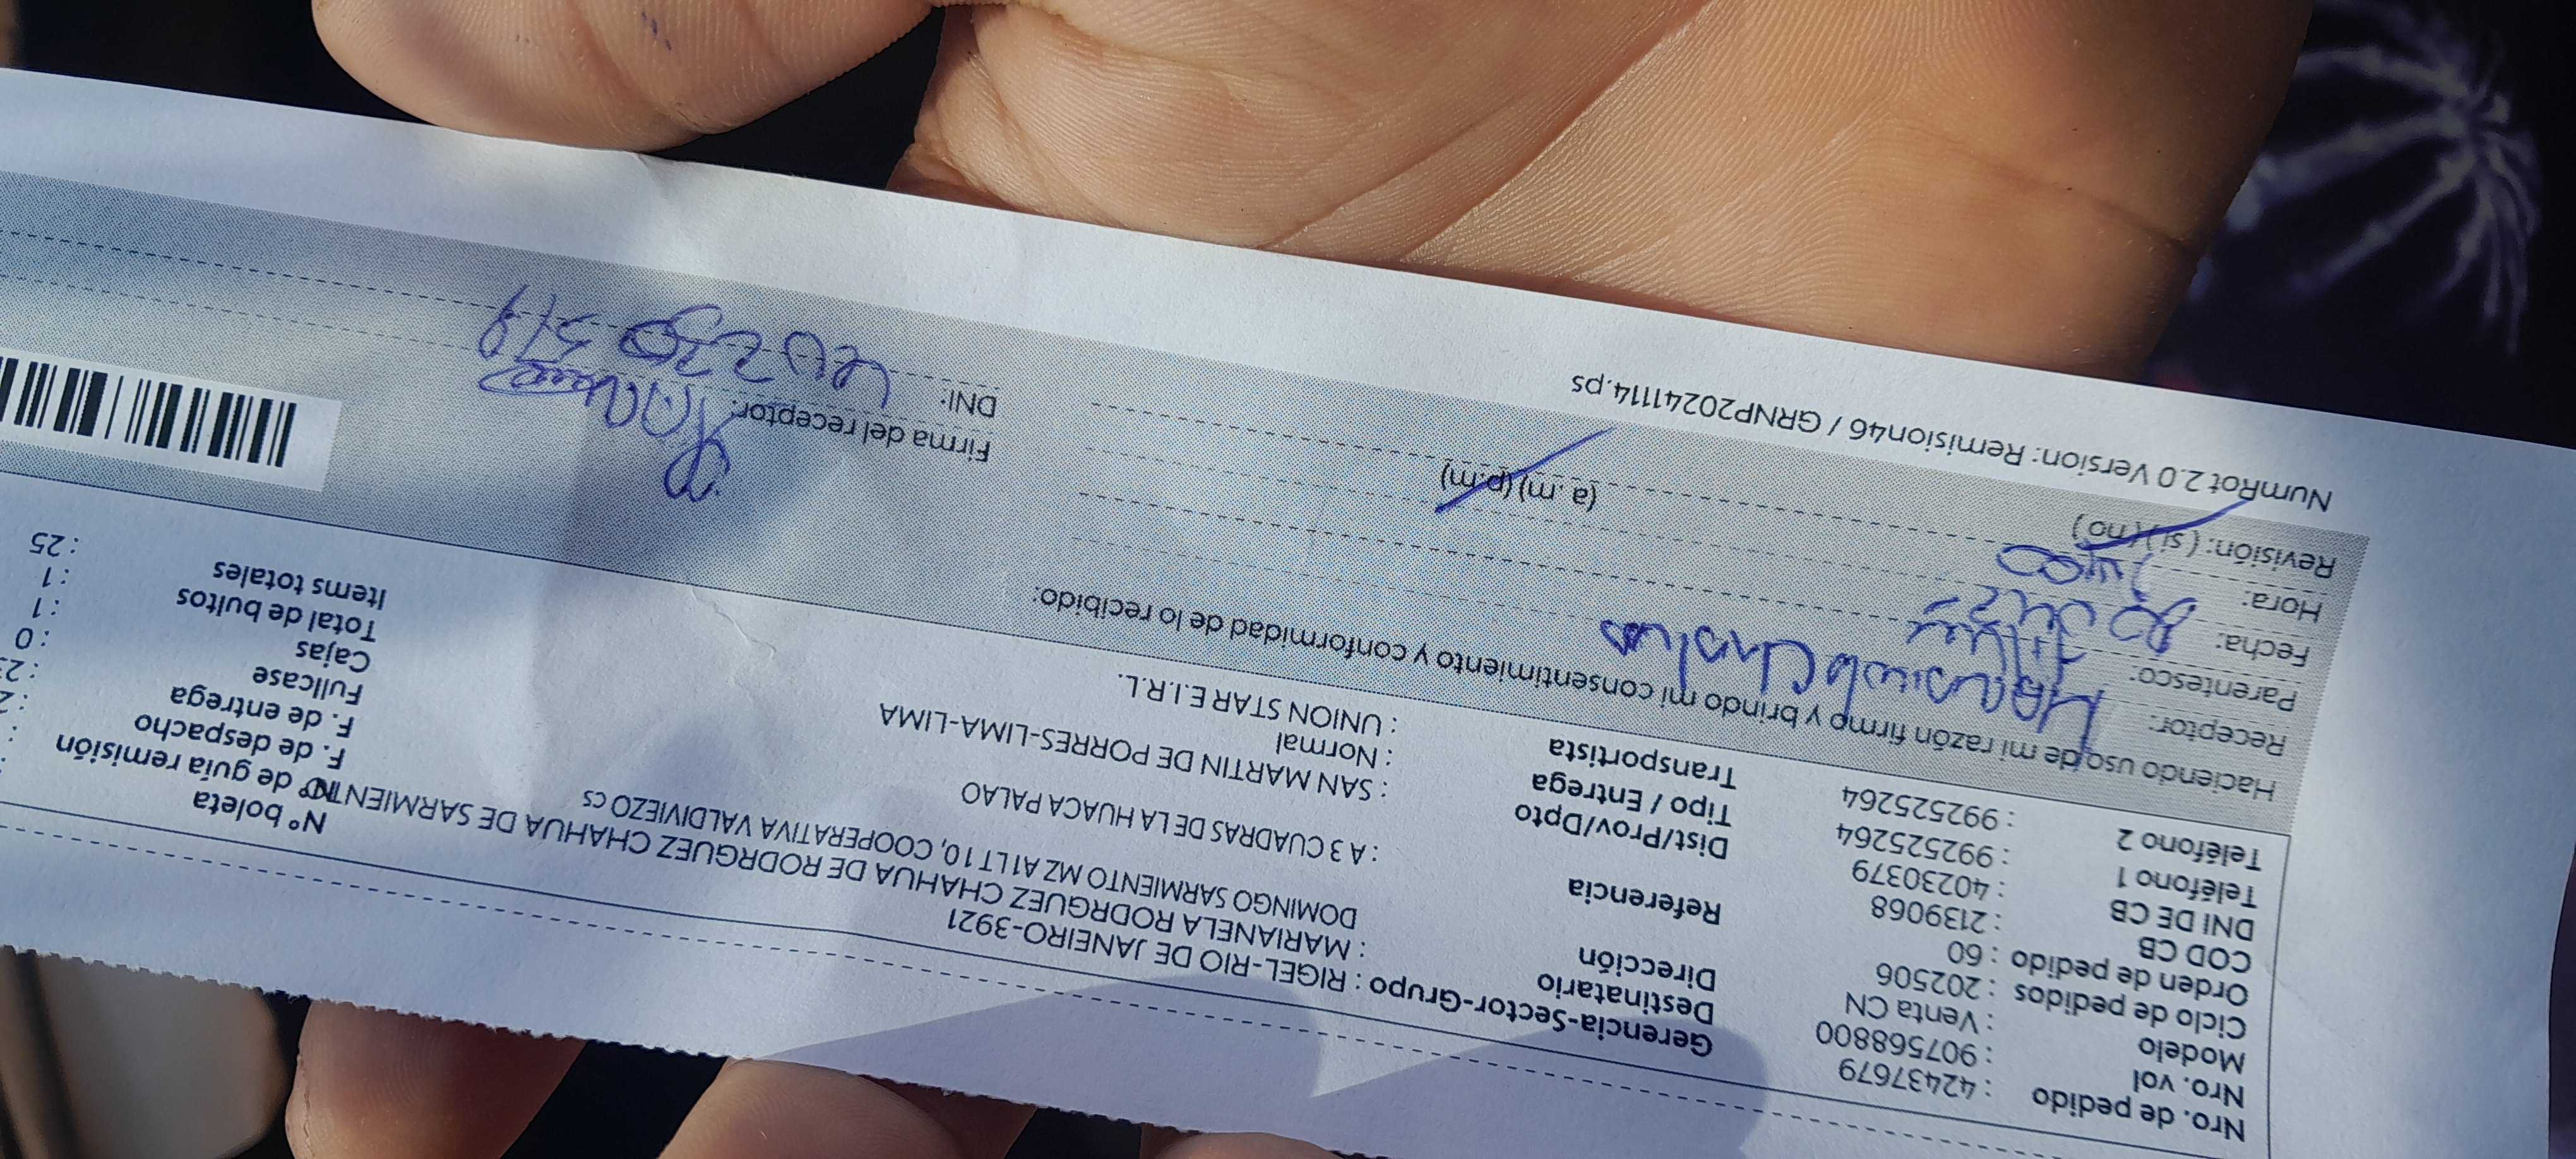 Nro. de pedido : 42437679
Nro. vol : 907568800
Modelo : Venta CN
Ciclo de pedidos : 202506
Orden de pedido : 60
COD CB : 2139068
DNI DE CB : 40230379
Teléfono 1 : 992525264
Teléfono 2 : 992525264
Gerencia-Sector-Grupo : RIGEL-RIO DE JANEIRO-3921
Destinatario : MARIANELA RODRGUEZ CHAHUA DE RODRGUEZ CHAHUA DE SARMIENTO
Dirección DOMINGO SARMIENTO MZ A1 LT 10, COOPERATIVA VALDIVIEZO cs
Referencia : A 3 CUADRAS DE LA HUACA PALAO
Dist/Prov/Dpto : SAN MARTIN DE PORRES-LIMA-LIMA
Tipo / Entrega : Normal
Transportista : UNION STAR E.I.R.L.
N° boleta
N° de guía remisión :
F. de despacho :
F. de entrega
Fullcase : 0
Cajas : 1
Total de bultos : 1
Items totales : 25
Haciendo uso de mi razón firmo y brindo mi consentimiento y conformidad de lo recibido:
Receptor:
Parentesco:
Fecha:
Hora: (a .m) (p.m)
Revisión: ( si ) ( no )
Firma del receptor:
DNI:
NumRot 2.0 Version: Remision46 / GRNP20241114.ps